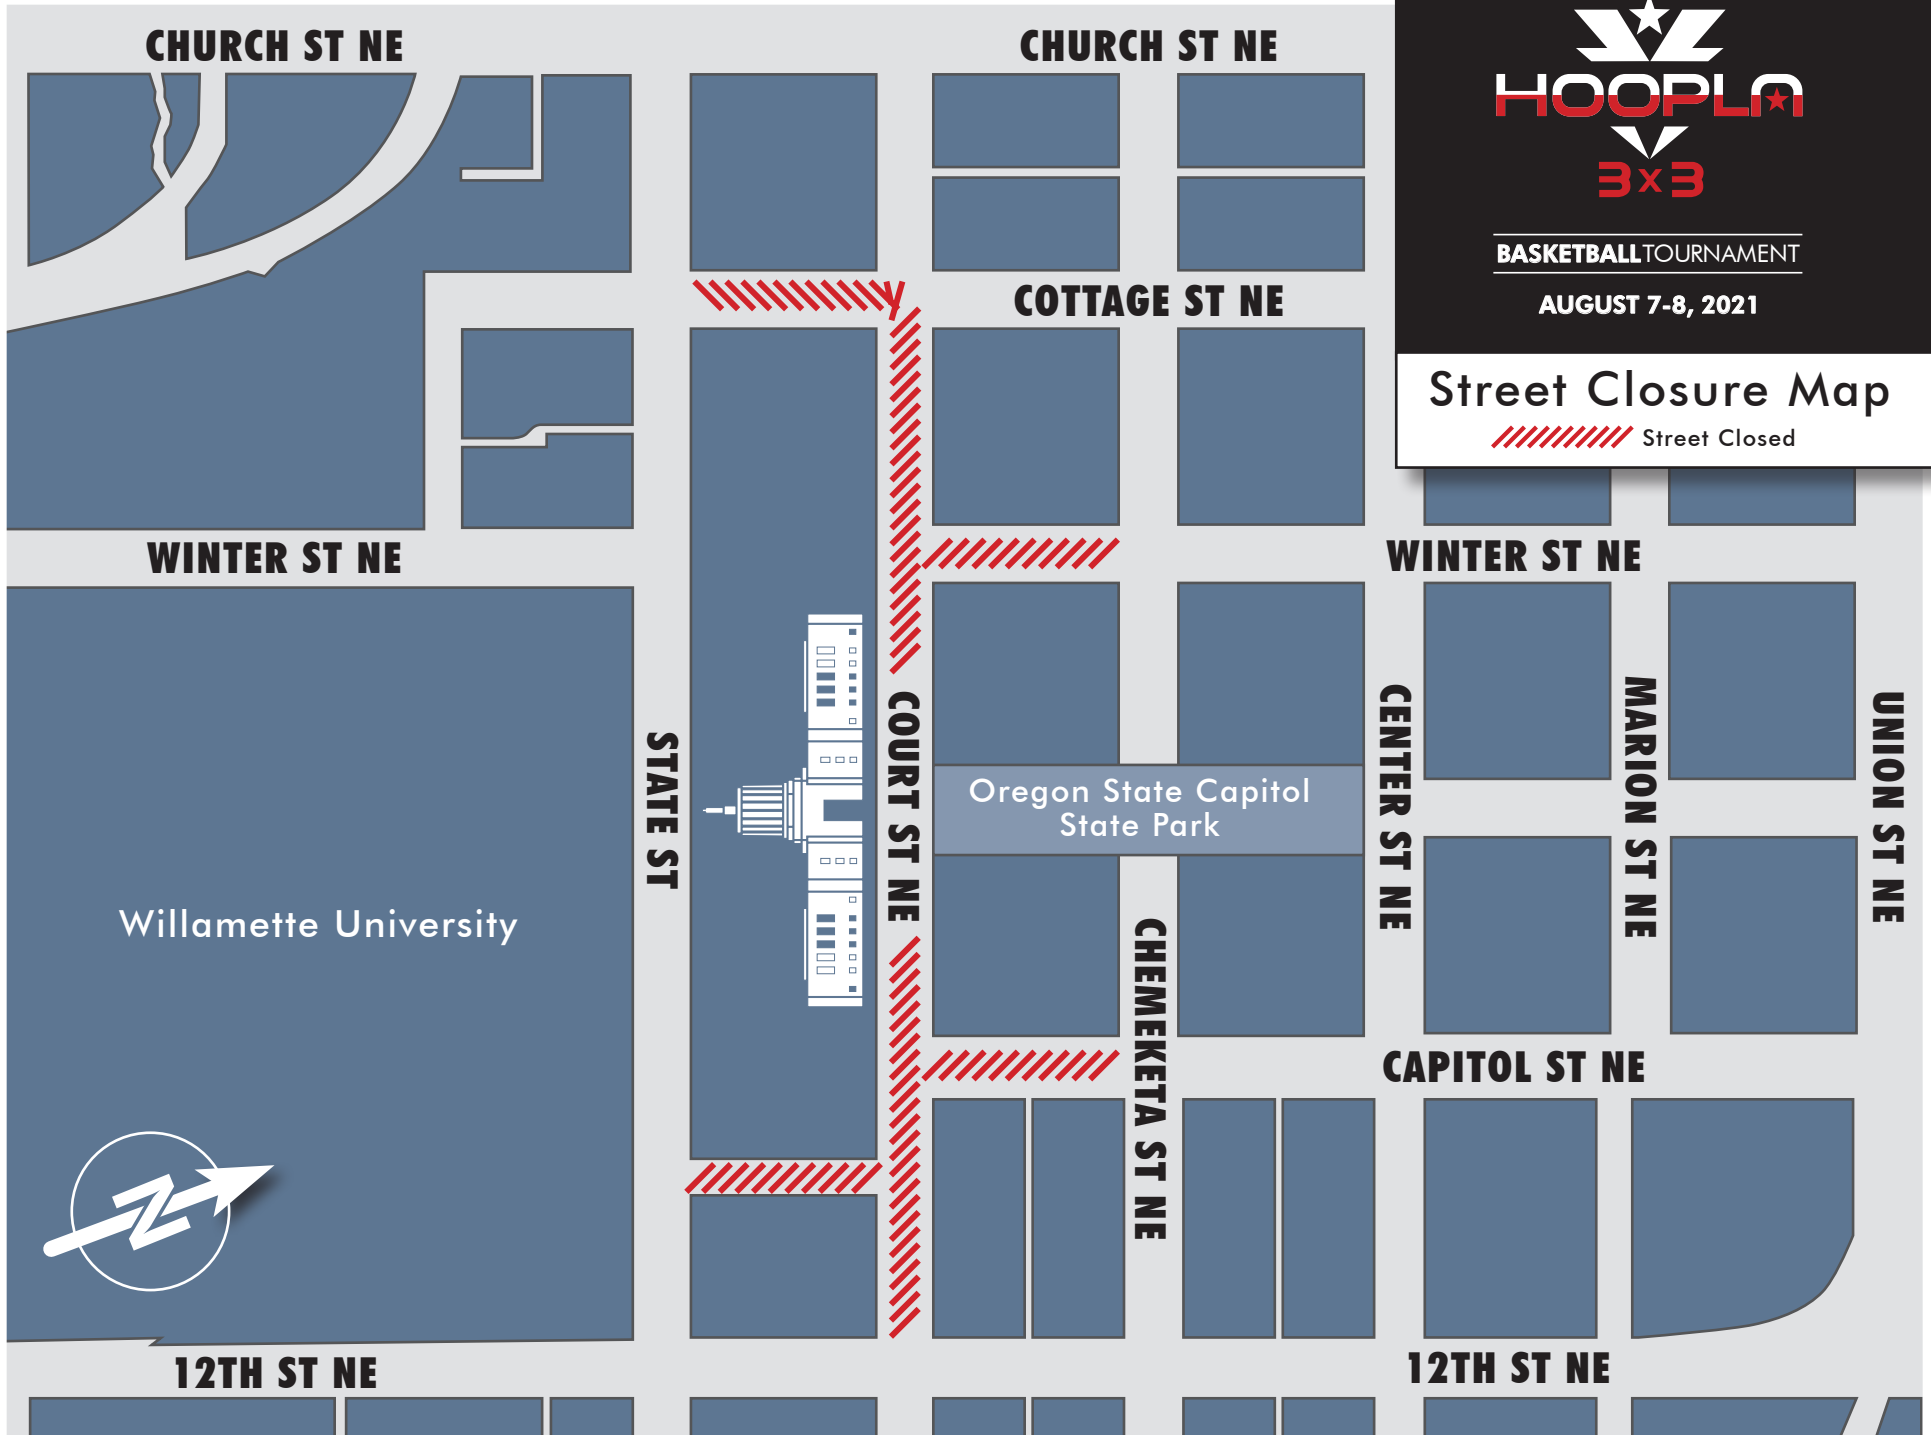 CHURCH ST NE
CHURCH ST NE
HOOPLA
3x3
BASKETBALL TOURNAMENT
AUGUST 7-8, 2021
Street Closure Map
Street Closed
COTTAGE ST NE
WINTER ST NE
WINTER ST NE
STATE ST
COURT ST NE
Oregon State Capitol
State Park
CENTER ST NE
MARION ST NE
UNION ST NE
Willamette University
CHEMEKETA ST NE
CAPITOL ST NE
N
12TH ST NE
12TH ST NE